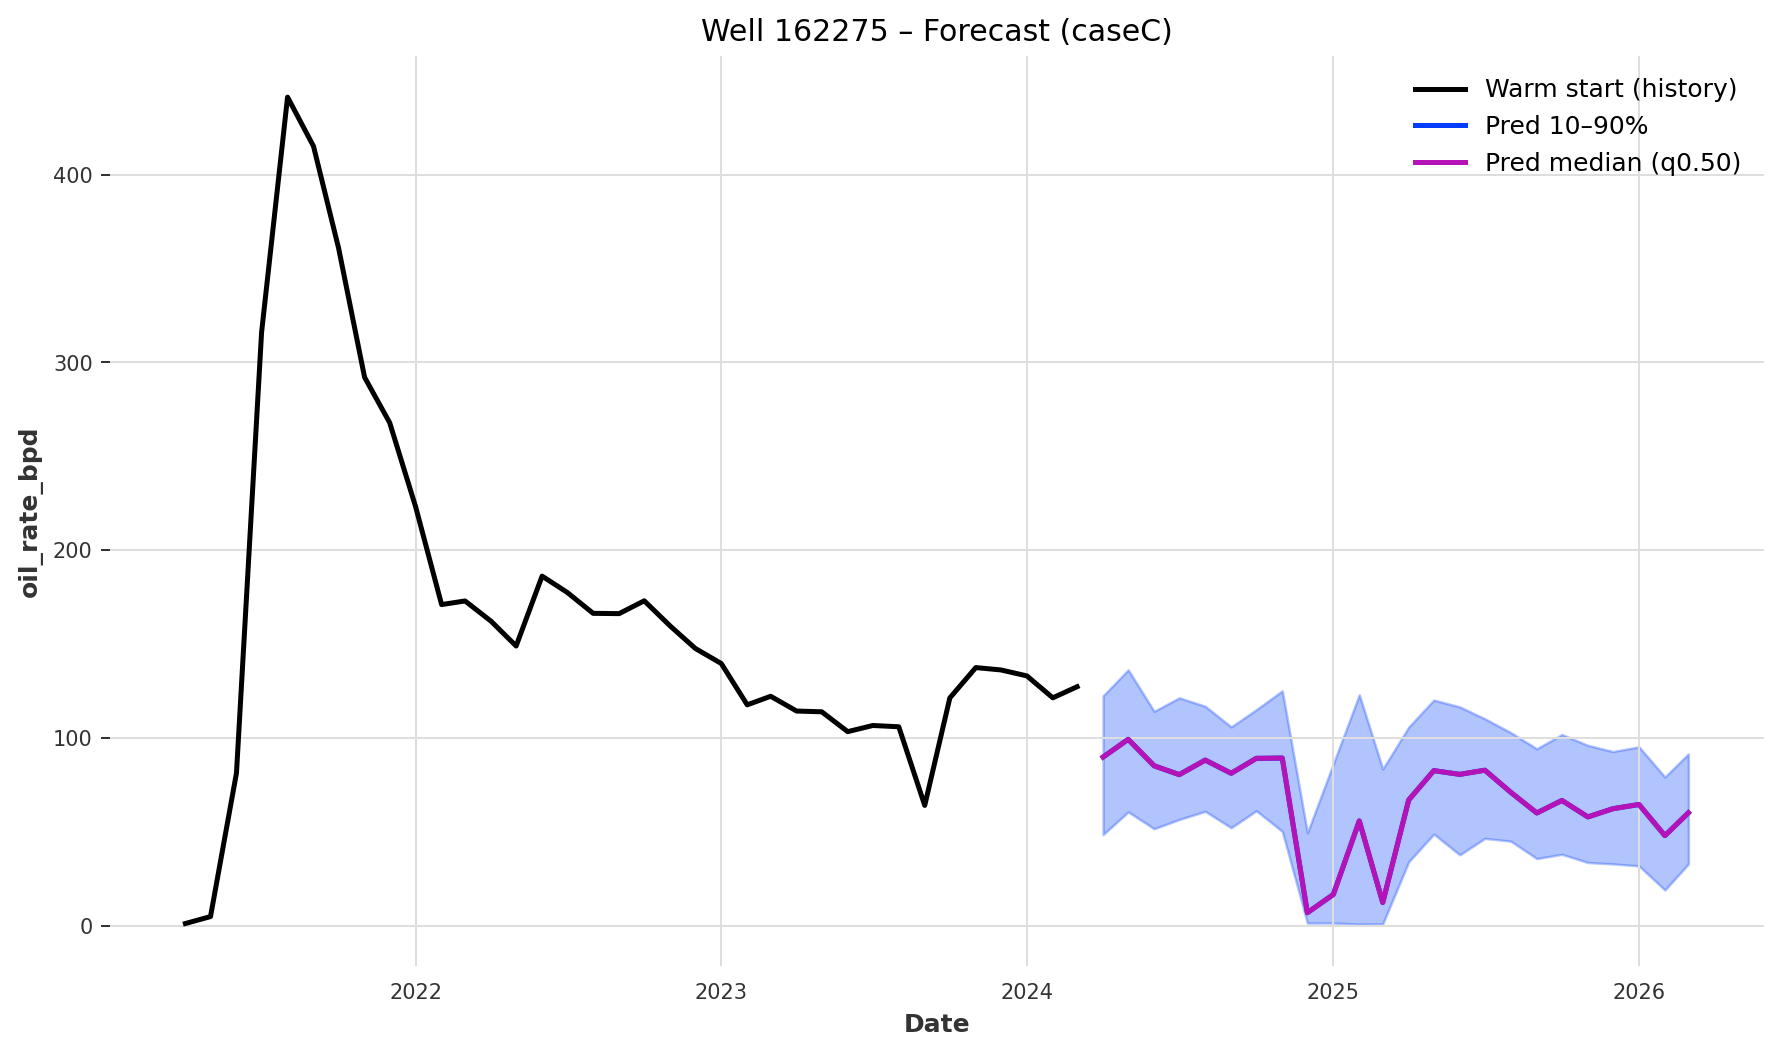 Well 162275 – Forecast (caseC)
Warm start (history)
Pred 10–90%
Pred median (q0.50)
oil_rate_bpd
400
300
200
100
0
2022
2023
2024
2025
2026
Date